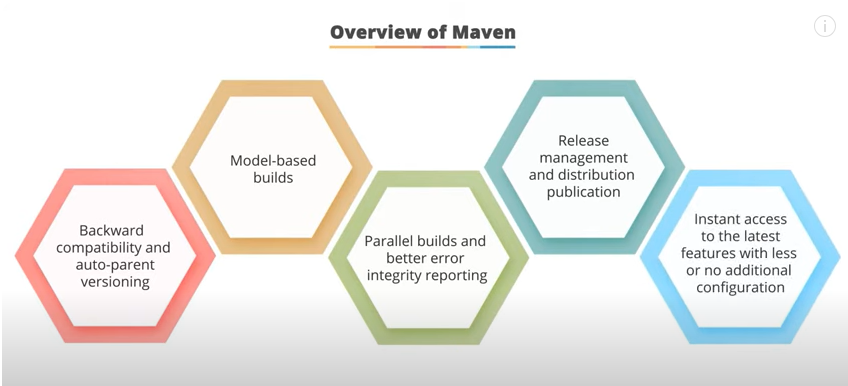 Overview of Maven
Backward
compatibility and
auto-parent
versioning
Model-based
builds
Parallel builds and
better error
integrity reporting
Release
management
and distribution
publication
Instant access
to the latest
features with less
or no additional
configuration